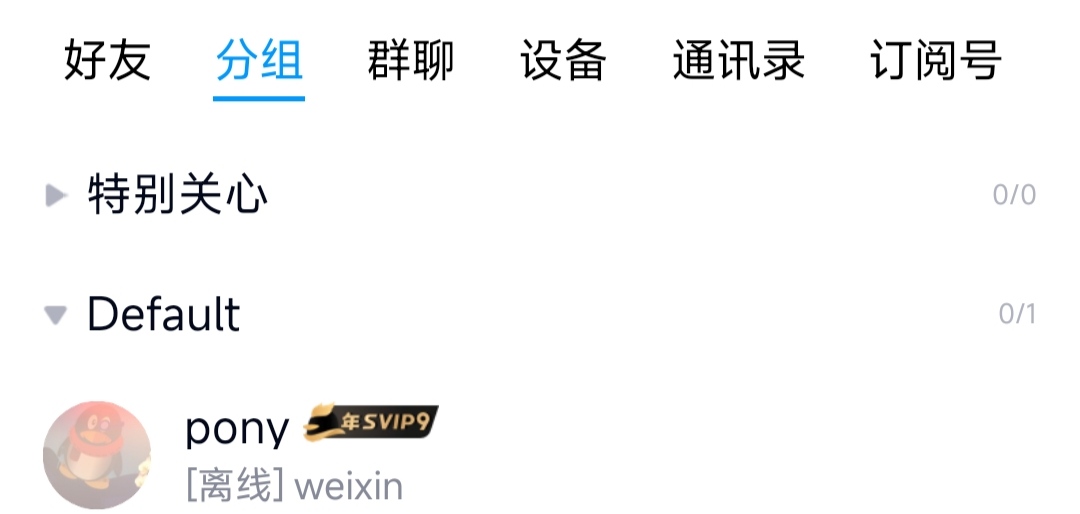 好友 分组 群聊 设备 通讯录 订阅号
特别关心 0/0
Default 0/1
pony 年SVIP9
[离线] weixin